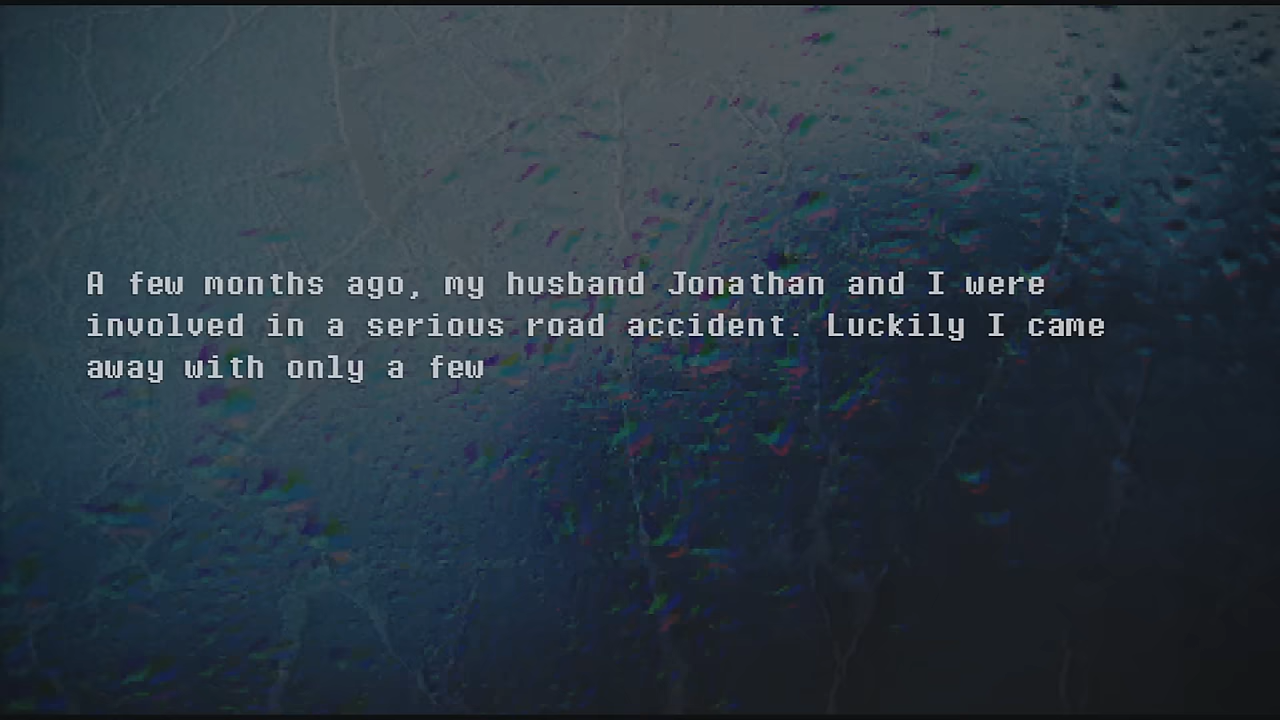 A few months ago, my husband Jonathan and I were
involved in a serious road accident. Luckily I came
away with only a few